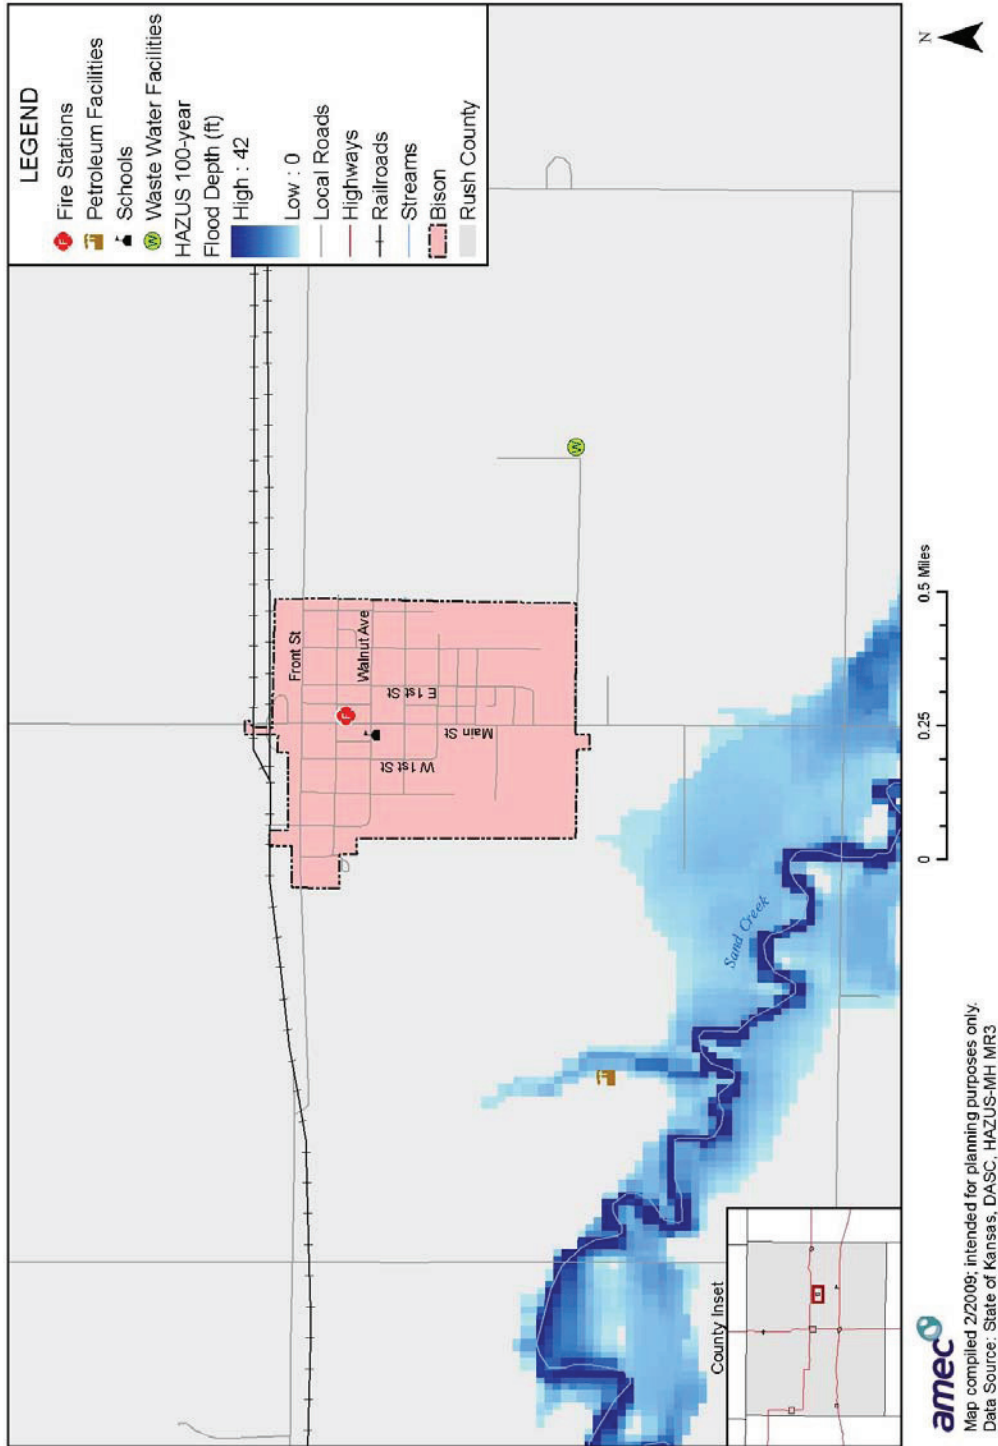 LEGEND
F Fire Stations
Petroleum Facilities
Schools
W Waste Water Facilities
HAZUS 100-year
Flood Depth (ft)
High : 42
Low : 0
Local Roads
Highways
Railroads
Streams
Bison
Rush County
Front St
Walnut Ave
F
E 1st St
Main St
W 1st St
W
Sand Creek
County Inset
0 0.25 0.5 Miles
N
amec
Map compiled 2/2009; intended for planning purposes only.
Data Source: State of Kansas, DASC, HAZUS-MH MR3